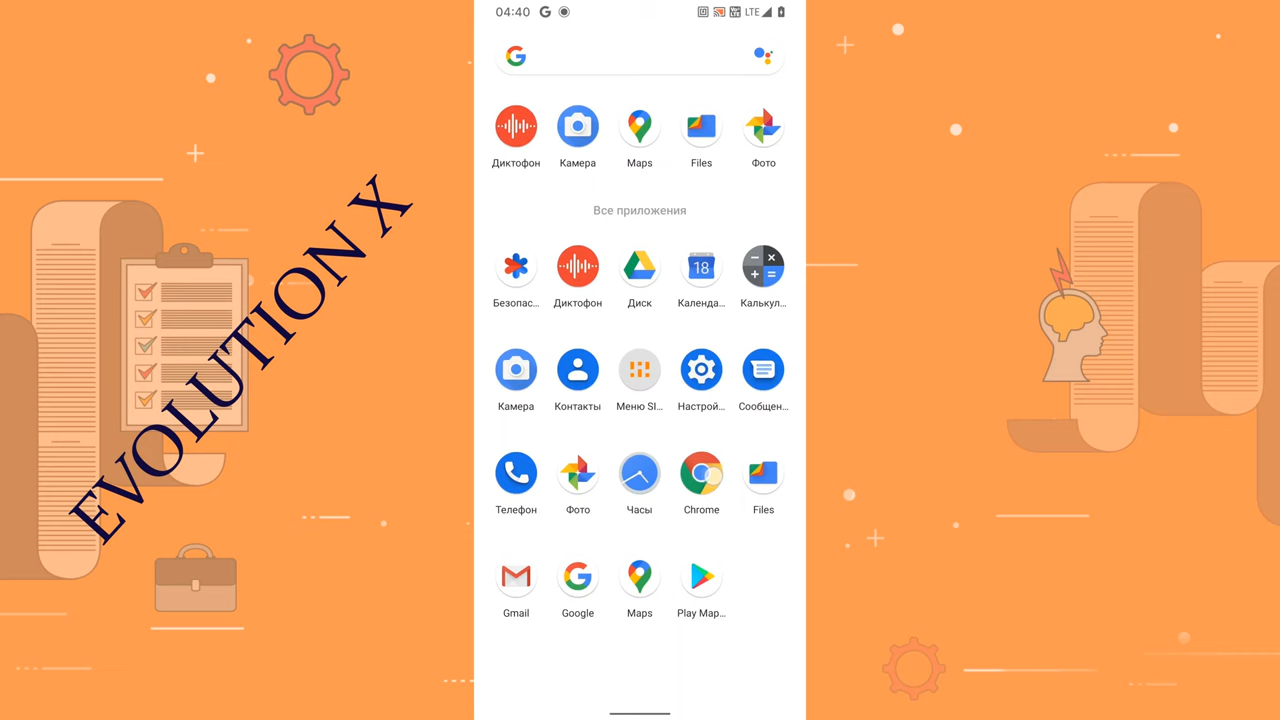 04:40
LTE
Диктофон
Камера
Maps
Files
Фото
Все приложения
Безопас...
Диктофон
Диск
18
Календа...
Калькул...
Камера
Контакты
Меню SI...
Настрой...
Сообщен...
Телефон
Фото
Часы
Chrome
Files
Gmail
Google
Maps
Play Мар...
EVOLUTION X